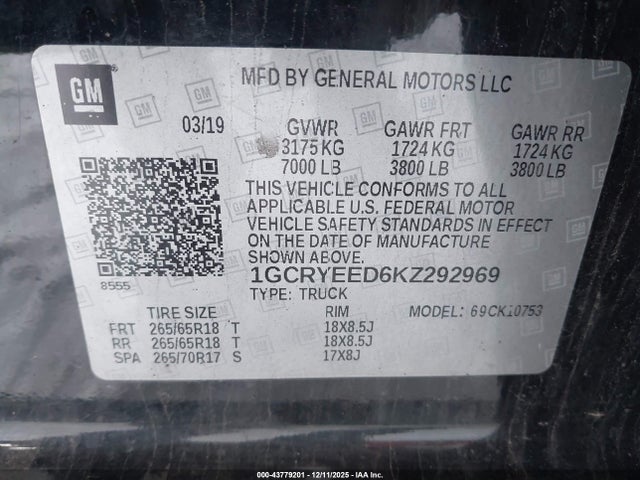 GM
MFD BY GENERAL MOTORS LLC
03/19
GVWR GAWR FRT GAWR RR
3175 KG 1724 KG 1724 KG
7000 LB 3800 LB 3800 LB
THIS VEHICLE CONFORMS TO ALL
APPLICABLE U.S. FEDERAL MOTOR
VEHICLE SAFETY STANDARDS IN EFFECT
ON THE DATE OF MANUFACTURE
SHOWN ABOVE.
8555
1GCRYEED6KZ292969
TYPE: TRUCK
TIRE SIZE RIM MODEL: 69CK10753
FRT 265/65R18 T 18X8.5J
RR 265/65R18 T 18X8.5J
SPA 265/70R17 S 17X8J
000-43779201 - 12/11/2025 - IAA Inc.